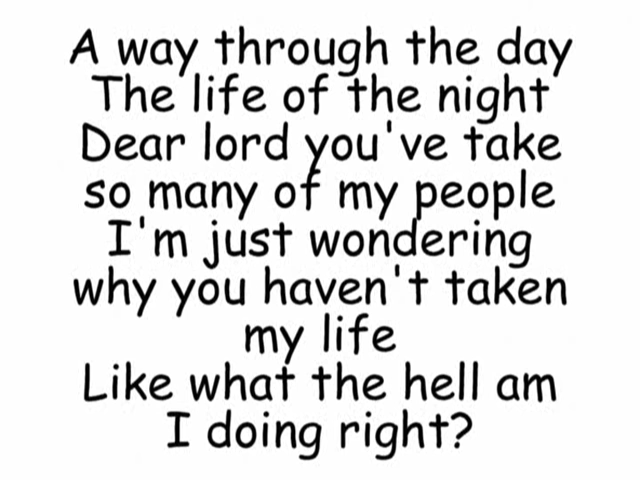 A way through the day
The life of the night
Dear lord you've take
so many of my people
I'm just wondering
why you haven't taken
my life
Like what the hell am
I doing right?